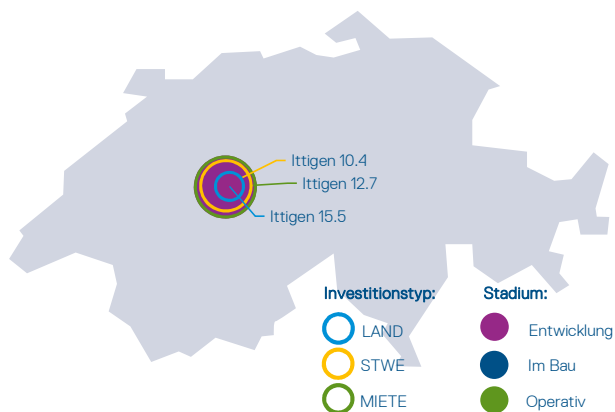 Ittigen 10.4
Ittigen 12.7
Ittigen 15.5
Investitionstyp:
LAND
STWE
MIETE
Stadium:
Entwicklung
Im Bau
Operativ